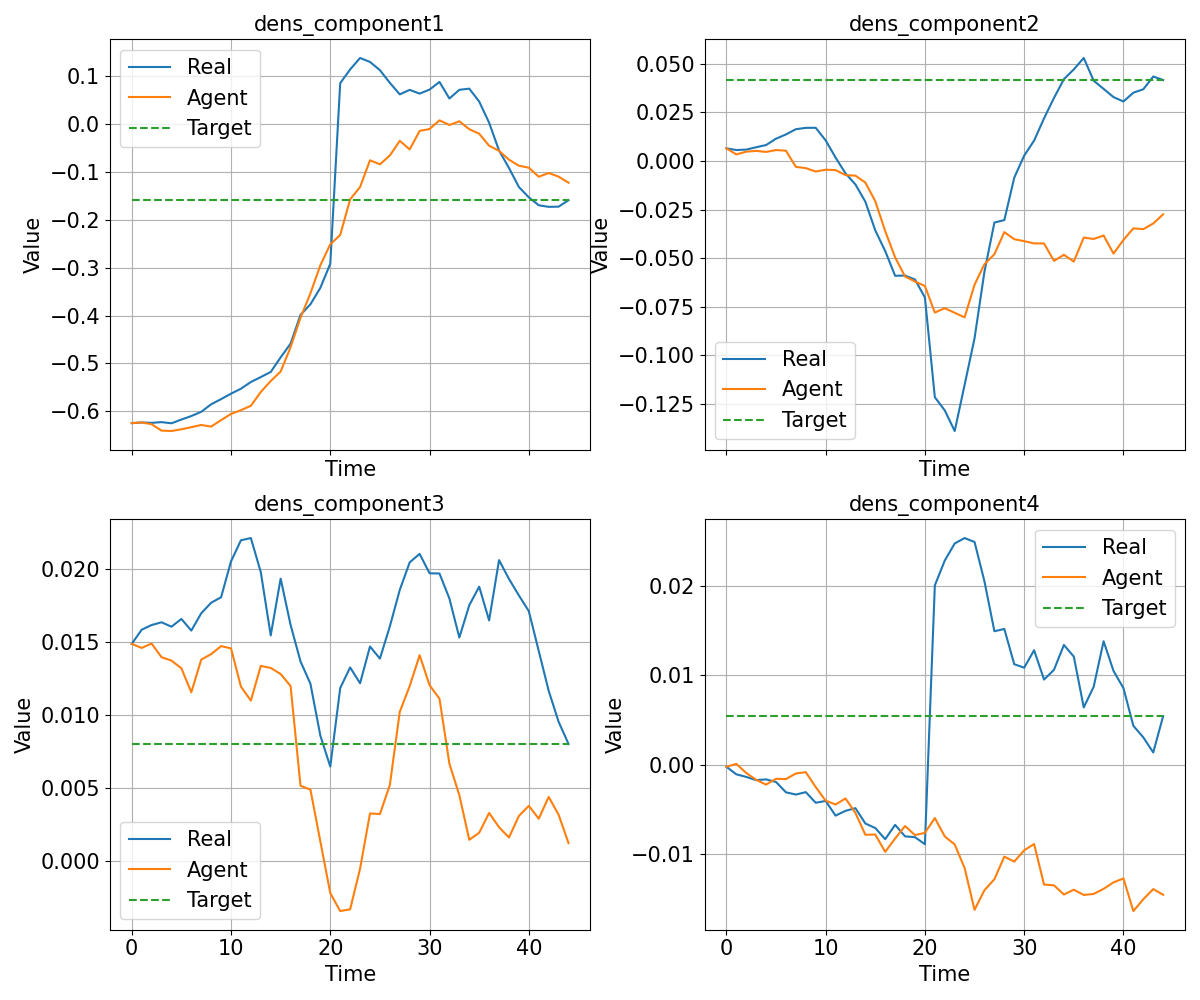 dens_component1
Value
0.1
0.0
−0.1
−0.2
−0.3
−0.4
−0.5
−0.6
Real
Agent
Target
Time
dens_component2
Value
0.050
0.025
0.000
−0.025
−0.050
−0.075
−0.100
−0.125
Real
Agent
Target
Time
dens_component3
Value
0.020
0.015
0.010
0.005
0.000
Real
Agent
Target
0 10 20 30 40
Time
dens_component4
Value
0.02
0.01
0.00
−0.01
Real
Agent
Target
0 10 20 30 40
Time